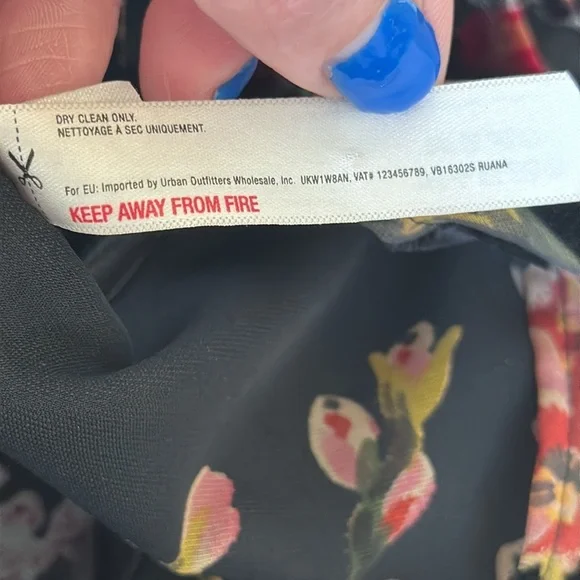 DRY CLEAN ONLY.
NETTOYAGE À SEC UNIQUEMENT.
For EU: Imported by Urban Outfitters Wholesale, Inc. UKW1W8AN, VAT# 123456789, VB16302S RUANA
KEEP AWAY FROM FIRE